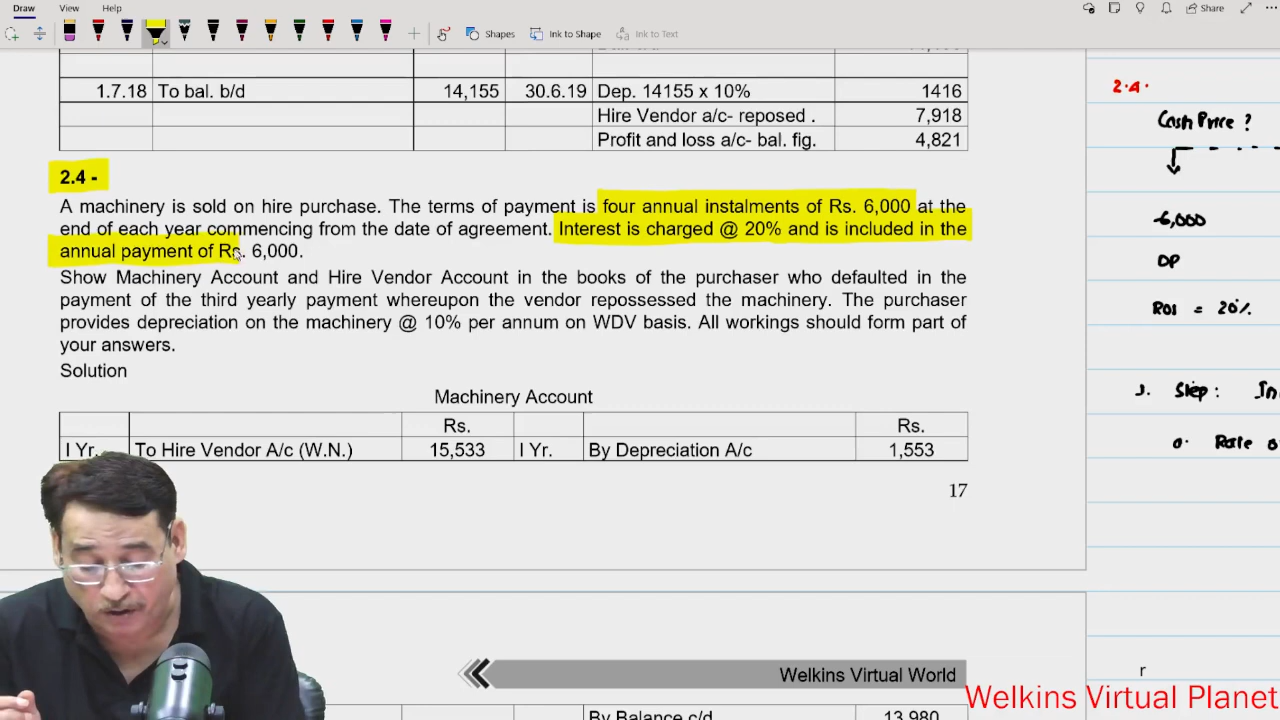 Draw View Help
Share
Shapes Ink to Shape Ink to Text
1.7.18 To bal. b/d 14,155 30.6.19 Dep. 14155 x 10% 1416
Hire Vendor a/c- reposed . 7,918
Profit and loss a/c- bal. fig. 4,821
2.4 -
A machinery is sold on hire purchase. The terms of payment is four annual instalments of Rs. 6,000 at the
end of each year commencing from the date of agreement. Interest is charged @ 20% and is included in the
annual payment of Rs. 6,000.
Show Machinery Account and Hire Vendor Account in the books of the purchaser who defaulted in the
payment of the third yearly payment whereupon the vendor repossessed the machinery. The purchaser
provides depreciation on the machinery @ 10% per annum on WDV basis. All workings should form part of
your answers.
Solution
Machinery Account
Rs. Rs.
I Yr. To Hire Vendor A/c (W.N.) 15,533 I Yr. By Depreciation A/c 1,553
17
Welkins Virtual World
By Balance c/d 13,980
2.4.
Cash Price ?
6,000
DP
ROI = 20%
1. Step : In
o. Rate o
r
Welkins Virtual Planet